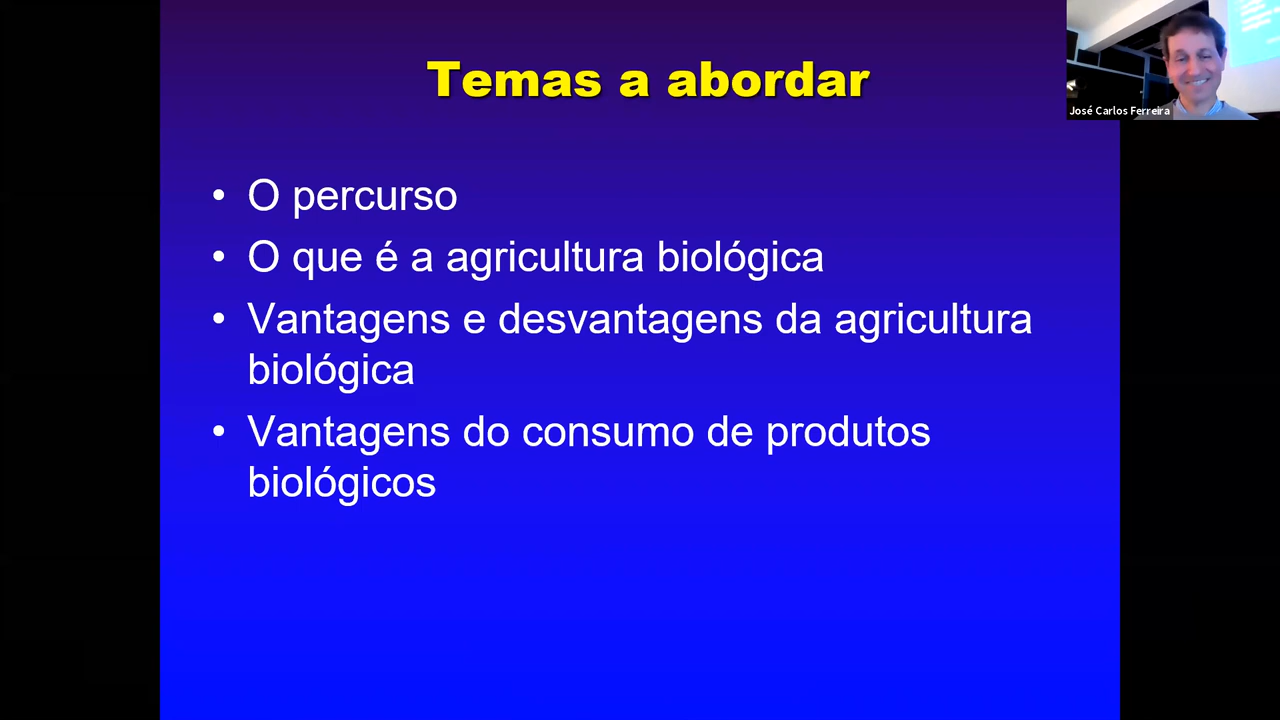 Temas a abordar
José Carlos Ferreira
• O percurso
• O que é a agricultura biológica
• Vantagens e desvantagens da agricultura
biológica
• Vantagens do consumo de produtos
biológicos